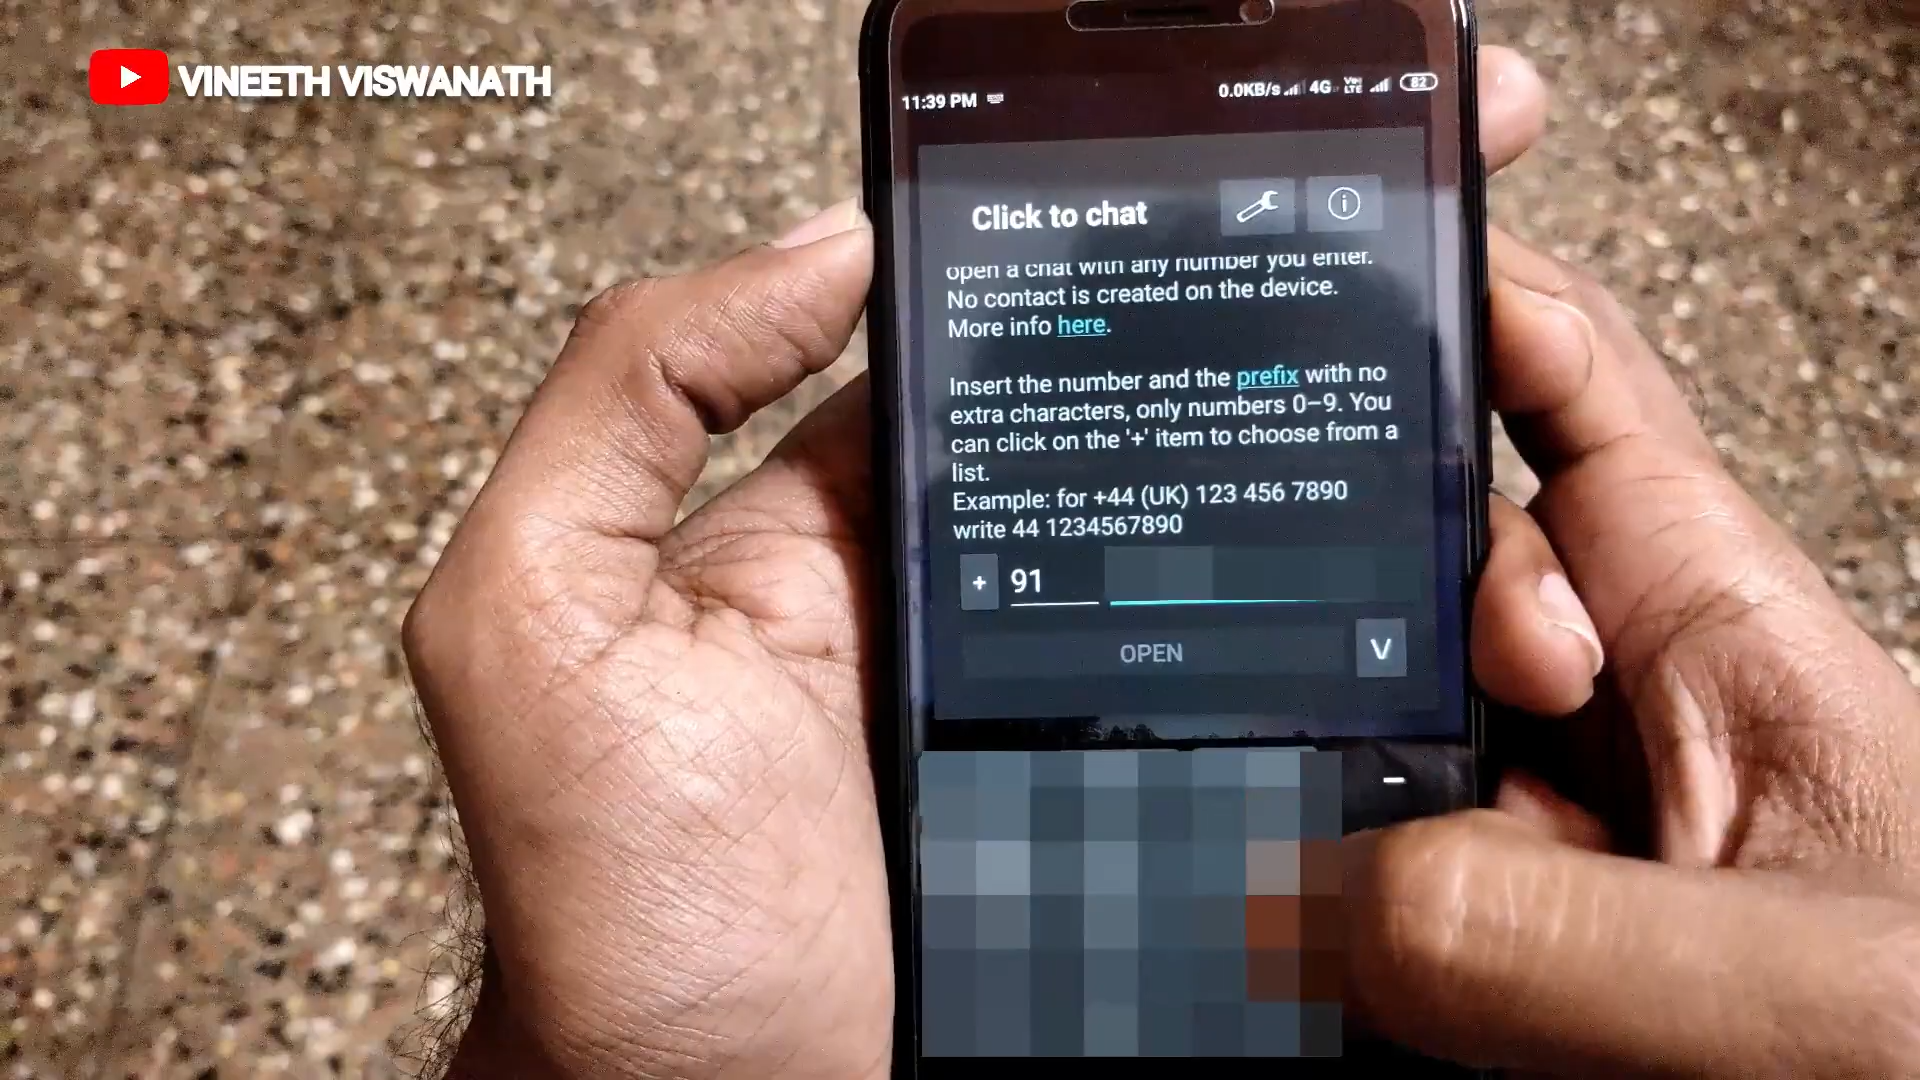 VINEETH VISWANATH
11:39 PM
0.0KB/s 4G VoLTE 82
Click to chat
open a chat with any number you enter.
No contact is created on the device.
More info here.
Insert the number and the prefix with no
extra characters, only numbers 0–9. You
can click on the '+' item to choose from a
list.
Example: for +44 (UK) 123 456 7890
write 44 1234567890
+ 91
OPEN V